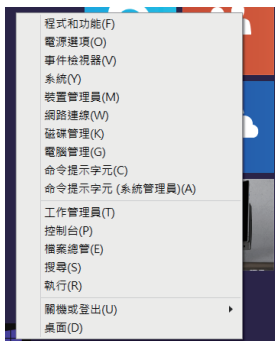 程式和功能(F)
電源選項(O)
事件檢視器(V)
系統(Y)
裝置管理員(M)
網路連線(W)
磁碟管理(K)
電腦管理(G)
命令提示字元(C)
命令提示字元 (系統管理員)(A)
工作管理員(T)
控制台(P)
檔案總管(E)
搜尋(S)
執行(R)
關機或登出(U)
桌面(D)